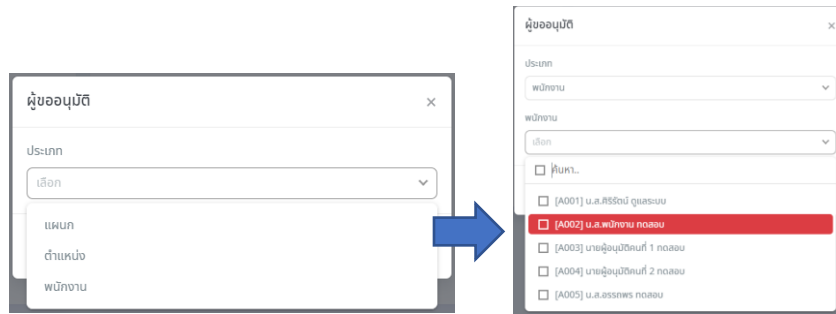 ผู้ขออนุมัติ
ประเภท
เลือก
แผนก
ตำแหน่ง
พนักงาน
ผู้ขออนุมัติ
ประเภท
พนักงาน
พนักงาน
เลือก
ค้นหา..
[A001] น.ส.ศิริรัตน์ ดูแลระบบ
[A002] น.ส.พนักงาน ทดสอบ
[A003] นายผู้อนุมัติคนที่ 1 ทดสอบ
[A004] นายผู้อนุมัติคนที่ 2 ทดสอบ
[A005] น.ส.อรรถพร ทดสอบ